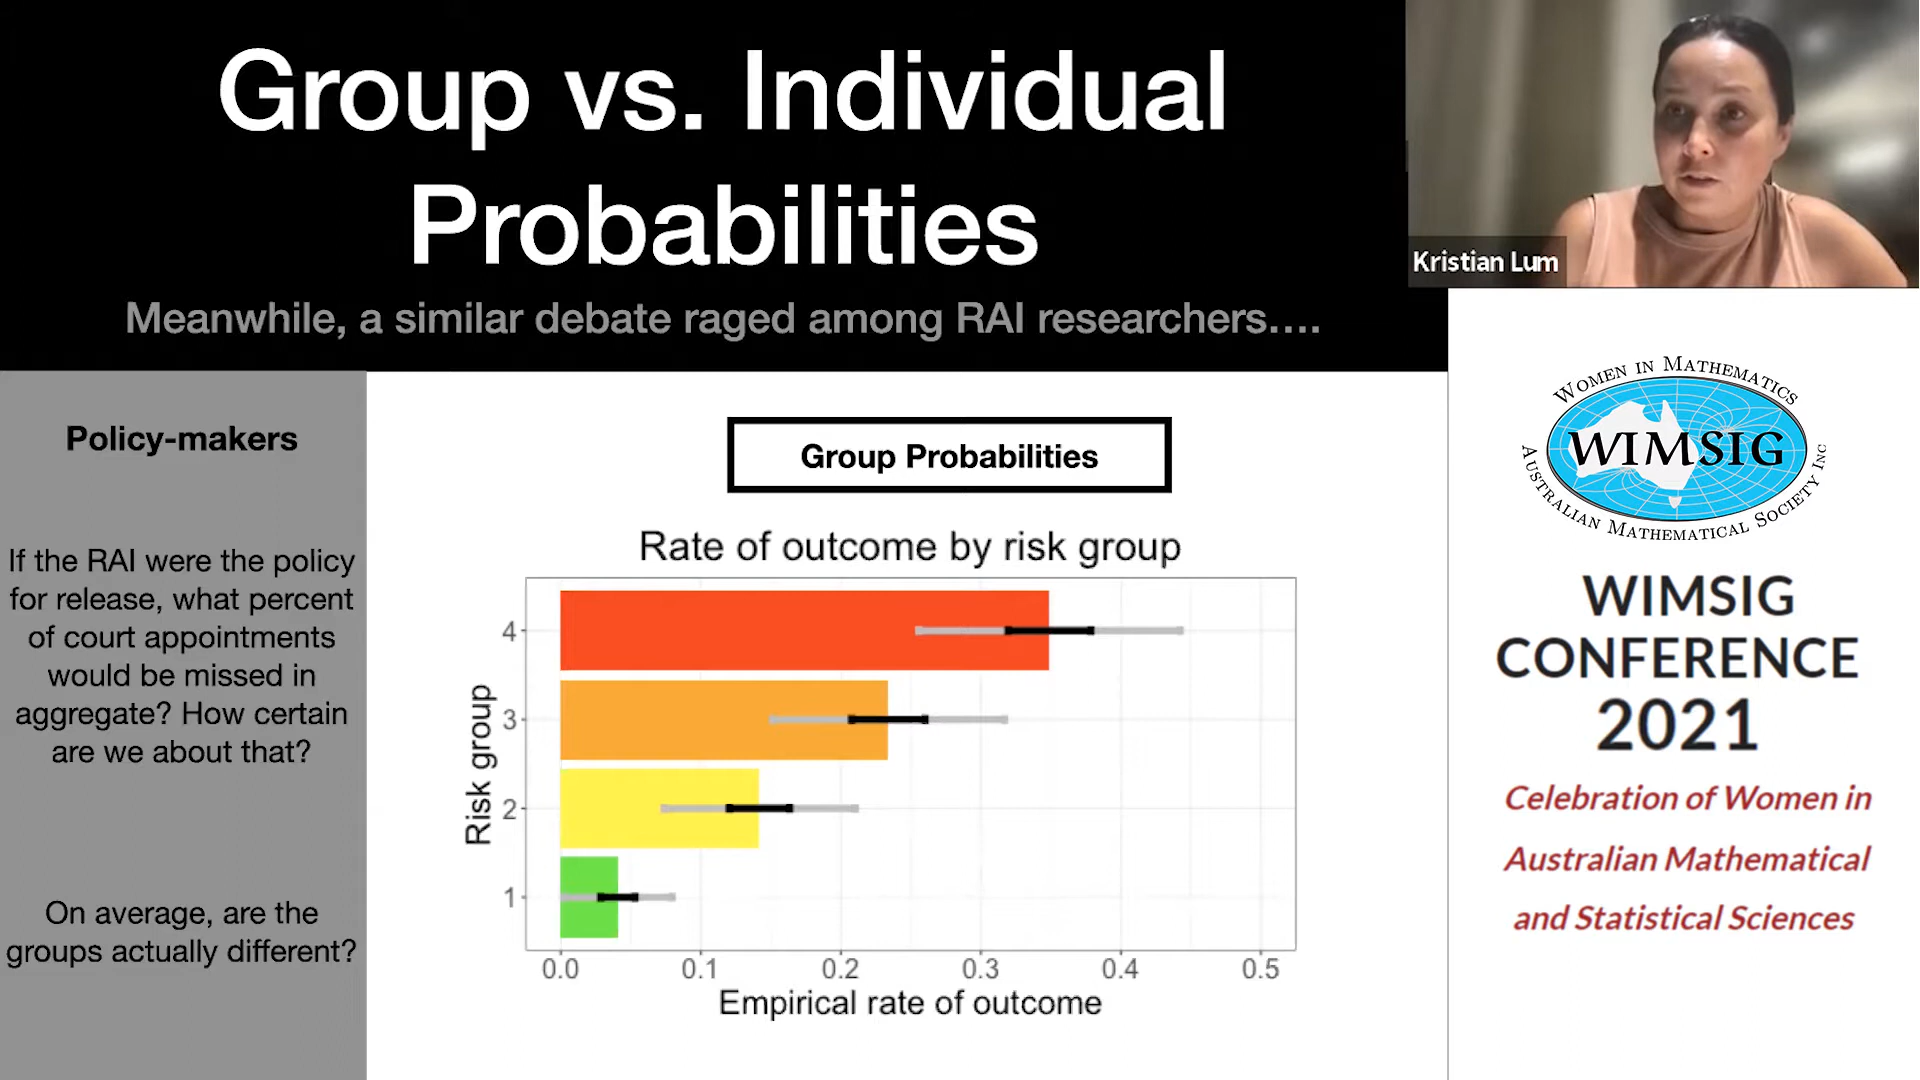 Group vs. Individual
Probabilities
Meanwhile, a similar debate raged among RAI researchers....
Kristian Lum
Policy-makers
If the RAI were the policy
for release, what percent
of court appointments
would be missed in
aggregate? How certain
are we about that?
On average, are the
groups actually different?
Group Probabilities
Rate of outcome by risk group
Risk group
4
3
2
1
0.0 0.1 0.2 0.3 0.4 0.5
Empirical rate of outcome
WOMEN IN MATHEMATICS
WIMSIG
AUSTRALIAN MATHEMATICAL SOCIETY INC
WIMSIG
CONFERENCE
2021
Celebration of Women in
Australian Mathematical
and Statistical Sciences